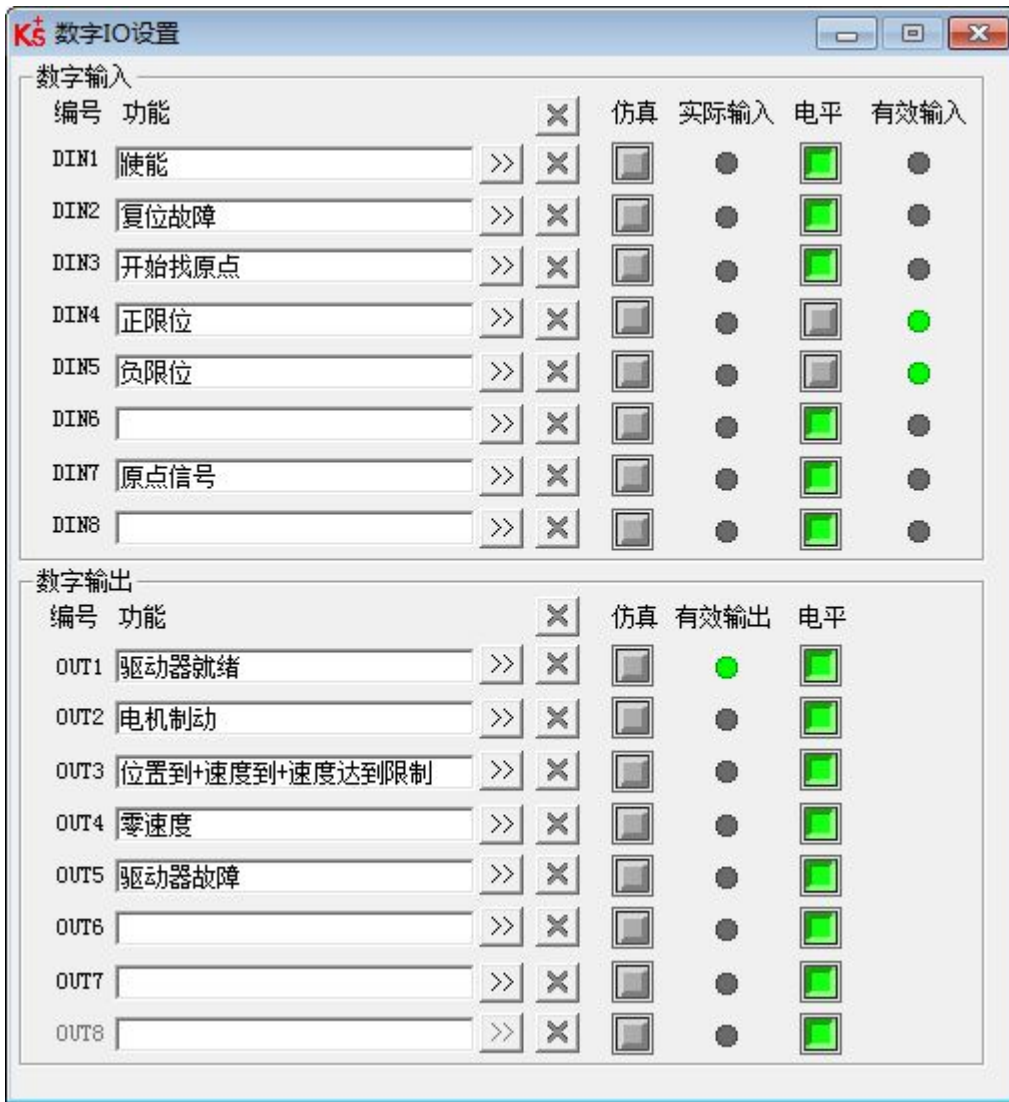 K+S 数字IO设置
数字输入
编号 功能 仿真 实际输入 电平 有效输入
DIN1 使能 >>
DIN2 复位故障 >>
DIN3 开始找原点 >>
DIN4 正限位 >>
DIN5 负限位 >>
DIN6 >>
DIN7 原点信号 >>
DIN8 >>
数字输出
编号 功能 仿真 有效输出 电平
OUT1 驱动器就绪 >>
OUT2 电机制动 >>
OUT3 位置到+速度到+速度达到限制 >>
OUT4 零速度 >>
OUT5 驱动器故障 >>
OUT6 >>
OUT7 >>
OUT8 >>